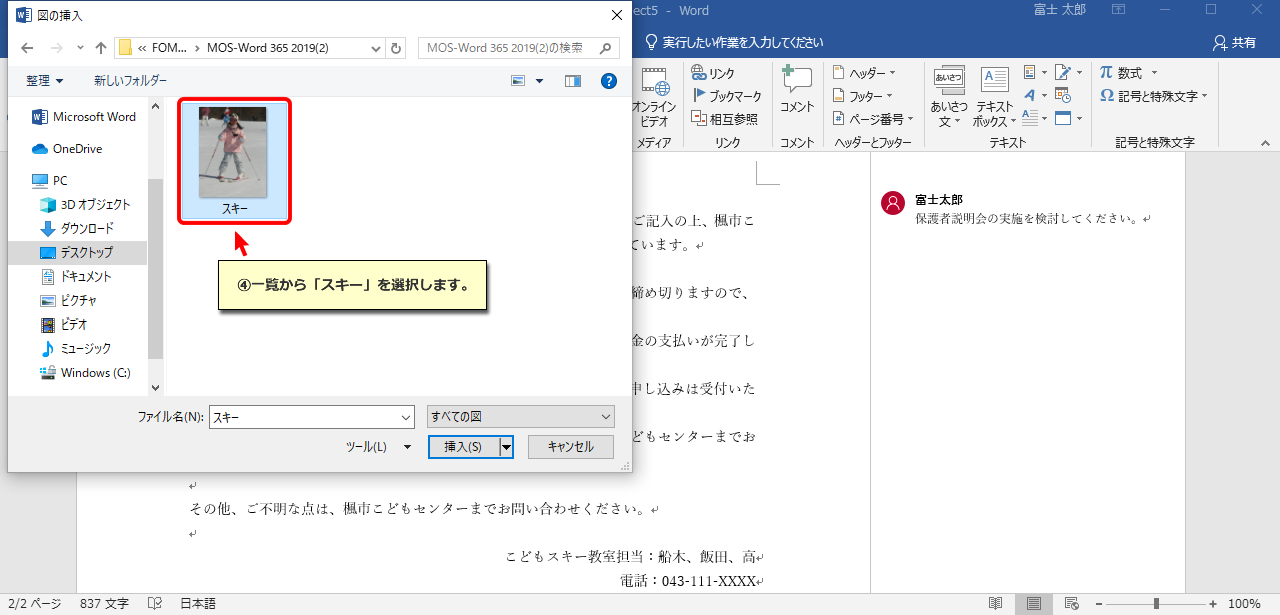 図の挿入
ect5 - Word
富士 太郎
« FOM... › MOS-Word 365 2019(2)
MOS-Word 365 2019(2)の検索
実行したい作業を入力してください
共有
整理
新しいフォルダー
Microsoft Word
OneDrive
PC
3D オブジェクト
ダウンロード
デスクトップ
ドキュメント
ピクチャ
ビデオ
ミュージック
Windows (C:)
スキー
④一覧から「スキー」を選択します。
ファイル名(N):
スキー
すべての図
ツール(L)
挿入(S)
キャンセル
オンライン
ビデオ
メディア
リンク
ブックマーク
相互参照
リンク
コメント
コメント
ヘッダー
フッター
ページ番号
ヘッダーとフッター
あいさつ
あいさつ
文
テキスト
ボックス
テキスト
数式
記号と特殊文字
記号と特殊文字
ご記入の上、楓市こ
ています。
締め切りますので、
金の支払いが完了し
申し込みは受付いた
どもセンターまでお
その他、ご不明な点は、楓市こどもセンターまでお問い合わせください。
こどもスキー教室担当：船木、飯田、高
電話：043-111-XXXX
富士太郎
保護者説明会の実施を検討してください。
2/2 ページ
837 文字
日本語
100%